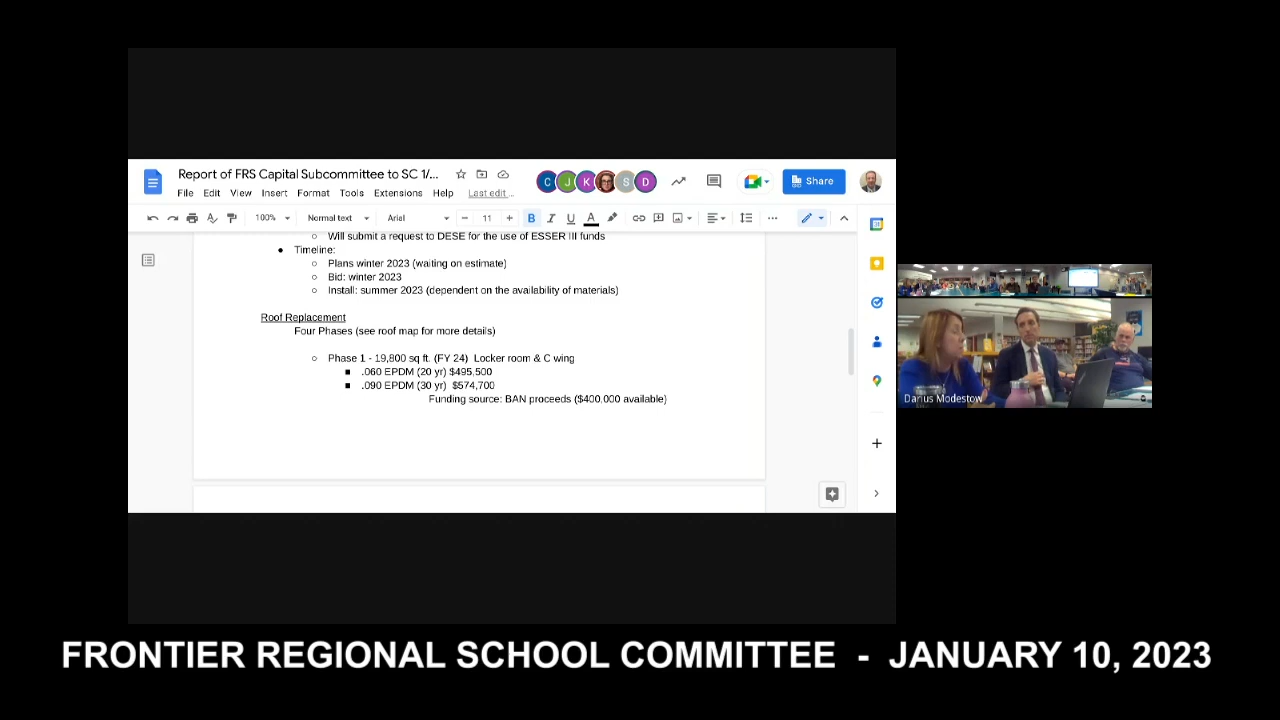 Report of FRS Capital Subcommittee to SC 1/...
C J K S D
Share
File Edit View Insert Format Tools Extensions Help Last edit ...
100% Normal text Arial 11 B I U A
Will submit a request to DESE for the use of ESSER III funds
Timeline:
Plans winter 2023 (waiting on estimate)
Bid: winter 2023
Install: summer 2023 (dependent on the availability of materials)
Roof Replacement
Four Phases (see roof map for more details)
Phase 1 - 19,800 sq ft. (FY 24) Locker room & C wing
.060 EPDM (20 yr) $495,500
.090 EPDM (30 yr) $574,700
Funding source: BAN proceeds ($400,000 available)
Darius Modestow
FRONTIER REGIONAL SCHOOL COMMITTEE - JANUARY 10, 2023